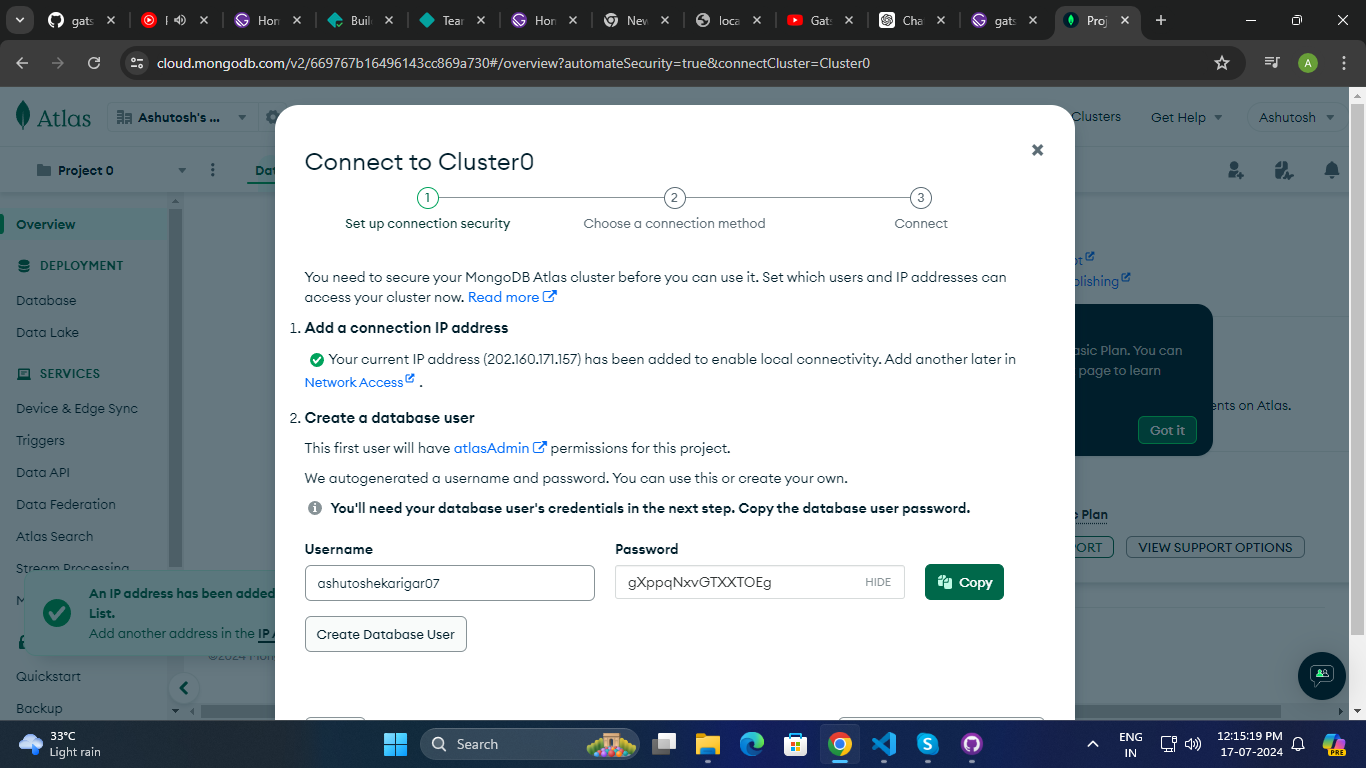 gats
Hon
Build
Tear
Hon
New
loca
Gats
Cha
gats
Proj
cloud.mongodb.com/v2/669767b16496143cc869a730#/overview?automateSecurity=true&connectCluster=Cluster0
A
Atlas
Ashutosh's ...
Clusters
Get Help
Ashutosh
Project 0
Dat
Overview
DEPLOYMENT
Database
Data Lake
SERVICES
Device & Edge Sync
Triggers
Data API
Data Federation
Atlas Search
Stream Processing
An IP address has been added
List.
Add another address in the IP A
Quickstart
Backup
©2024 Mon
Connect to Cluster0
1
2
3
Set up connection security
Choose a connection method
Connect
You need to secure your MongoDB Atlas cluster before you can use it. Set which users and IP addresses can
access your cluster now. Read more
1. Add a connection IP address
Your current IP address (202.160.171.157) has been added to enable local connectivity. Add another later in
Network Access .
2. Create a database user
This first user will have atlasAdmin permissions for this project.
We autogenerated a username and password. You can use this or create your own.
You'll need your database user's credentials in the next step. Copy the database user password.
Username
Password
ashutoshekarigar07
gXppqNxvGTXXTOEg
HIDE
Copy
Create Database User
blishing
asic Plan. You can
page to learn
ents on Atlas.
Got it
c Plan
PORT
VIEW SUPPORT OPTIONS
33°C
Light rain
Search
ENG
IN
12:15:19 PM
17-07-2024
PRE